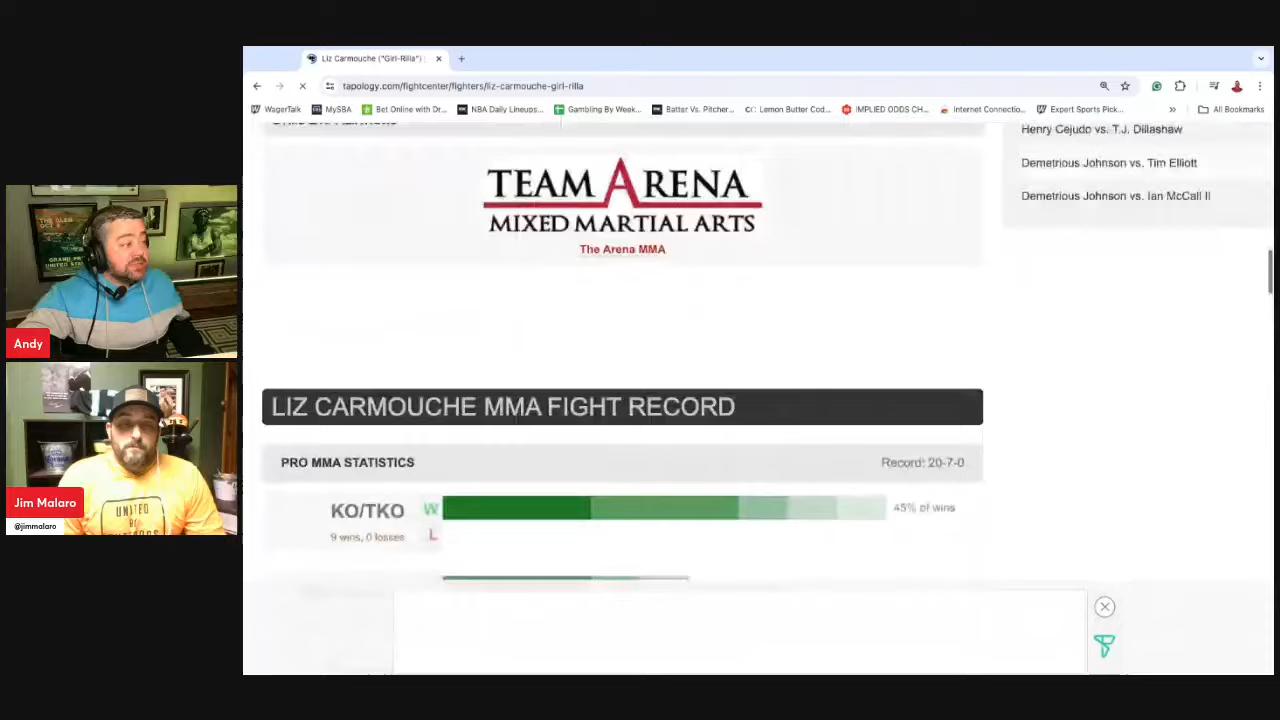 Liz Carmouche ("Girl-Rilla") |
tapology.com/fightcenter/fighters/liz-carmouche-girl-rilla
WagerTalk
MySBA
Bet Online with Dr...
NBA Daily Lineups...
Gambling By Week...
Batter Vs. Pitcher...
Lemon Butter Cod...
IMPLIED ODDS CH...
Internet Connectio...
Expert Sports Pick...
»
All Bookmarks
Henry Cejudo vs. T.J. Dillashaw
Demetrious Johnson vs. Tim Elliott
Demetrious Johnson vs. Ian McCall II
TEAM ARENA
MIXED MARTIAL ARTS
The Arena MMA
LIZ CARMOUCHE MMA FIGHT RECORD
PRO MMA STATISTICS
Record: 20-7-0
KO/TKO
W
45% of wins
9 wins, 0 losses
L
Andy
Jim Malaro
@jimmalaro